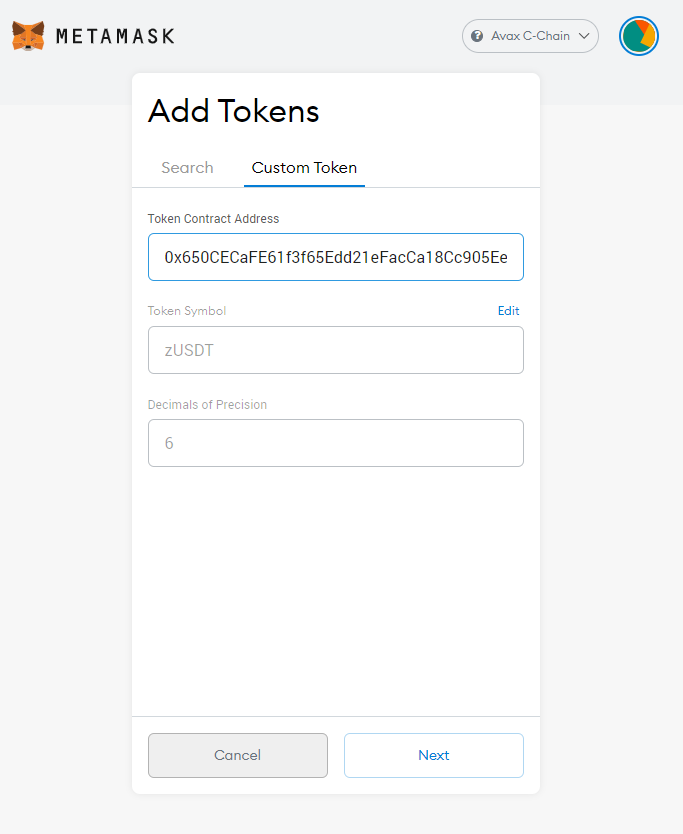 METAMASK
Avax C-Chain
Add Tokens
Search Custom Token
Token Contract Address
0x650CECaFE61f3f65Edd21eFacCa18Cc905Ee
Token Symbol Edit
zUSDT
Decimals of Precision
6
Cancel Next